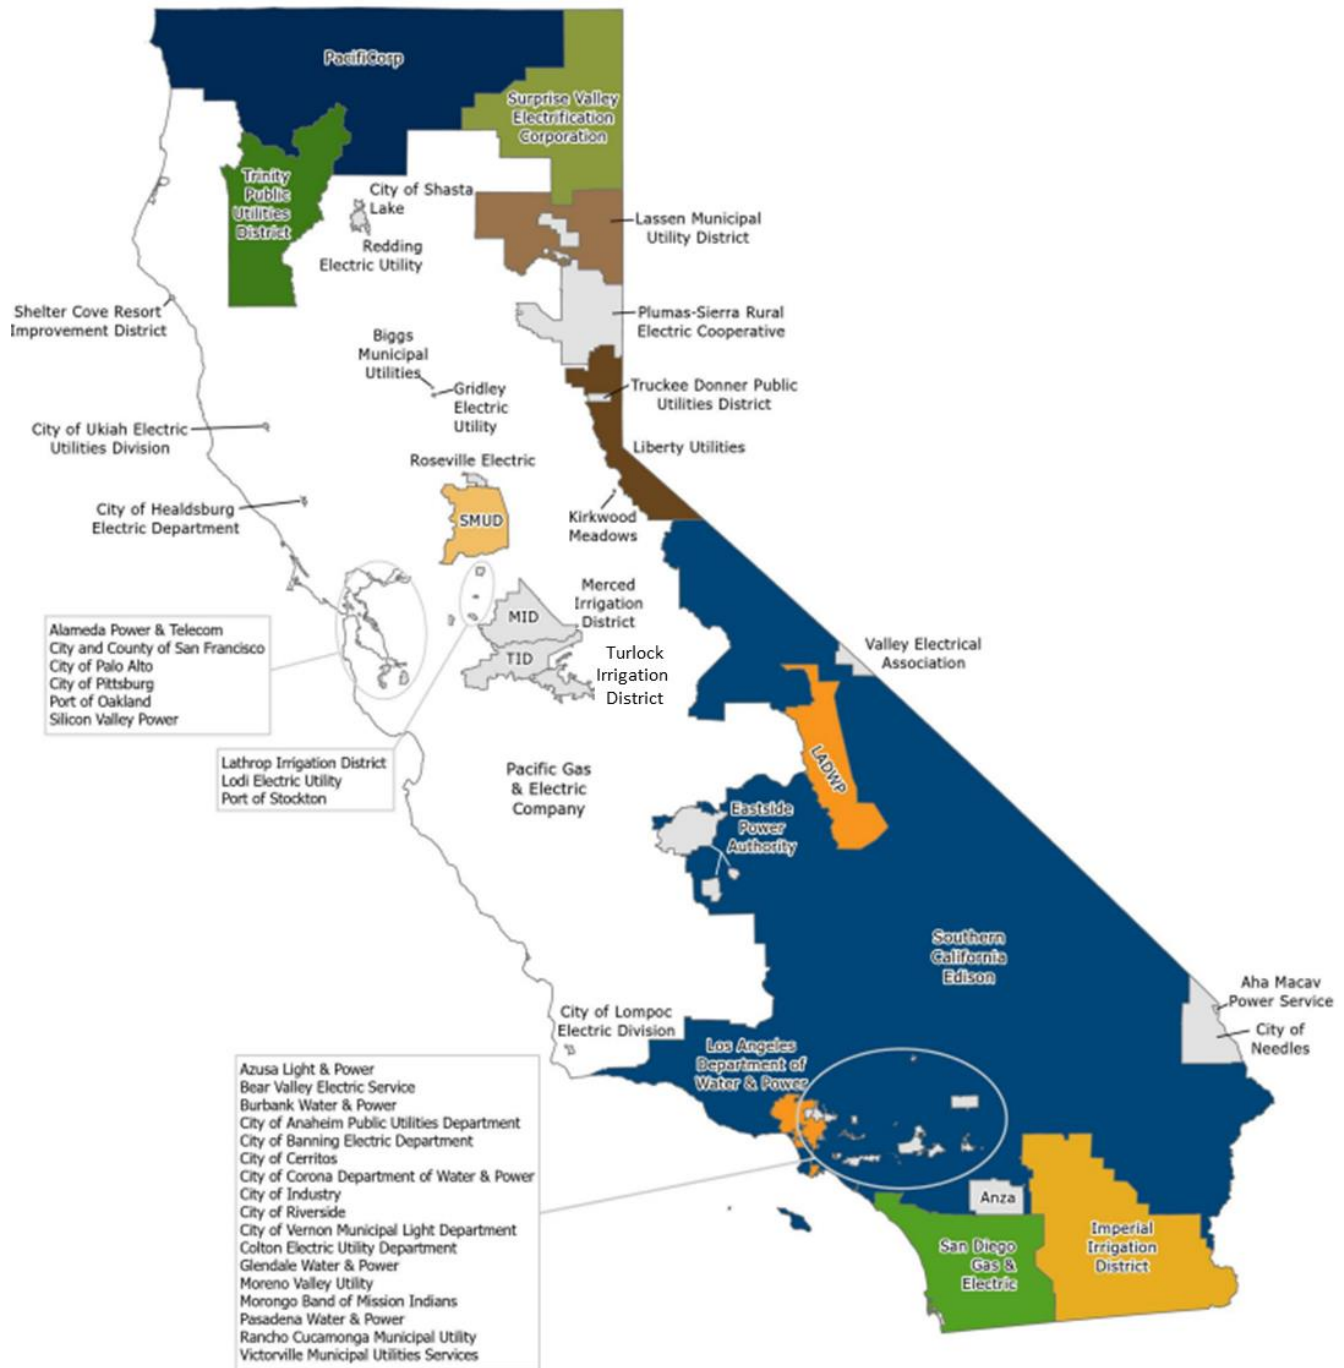 PacifiCorp
Surprise Valley
Electrification
Corporation
Trinity
Public
Utilities
District
City of Shasta
Lake
Redding
Electric Utility
Lassen Municipal
Utility District
Shelter Cove Resort
Improvement District
Plumas-Sierra Rural
Electric Cooperative
Biggs
Municipal
Utilities
Gridley
Electric
Utility
Truckee Donner Public
Utilities District
City of Ukiah Electric
Utilities Division
Liberty Utilities
Roseville Electric
SMUD
City of Healdsburg
Electric Department
Kirkwood
Meadows
Merced
Irrigation
District
MID
TID
Turlock
Irrigation
District
Alameda Power & Telecom
City and County of San Francisco
City of Palo Alto
City of Pittsburg
Port of Oakland
Silicon Valley Power
Valley Electrical
Association
Lathrop Irrigation District
Lodi Electric Utility
Port of Stockton
Pacific Gas
& Electric
Company
LADWP
Eastside
Power
Authority
Southern
California
Edison
Aha Macav
Power Service
City of
Needles
City of Lompoc
Electric Division
Los Angeles
Department of
Water & Power
Azusa Light & Power
Bear Valley Electric Service
Burbank Water & Power
City of Anaheim Public Utilities Department
City of Banning Electric Department
City of Cerritos
City of Corona Department of Water & Power
City of Industry
City of Riverside
City of Vernon Municipal Light Department
Colton Electric Utility Department
Glendale Water & Power
Moreno Valley Utility
Morongo Band of Mission Indians
Pasadena Water & Power
Rancho Cucamonga Municipal Utility
Victorville Municipal Utilities Services
Anza
San Diego
Gas &
Electric
Imperial
Irrigation
District